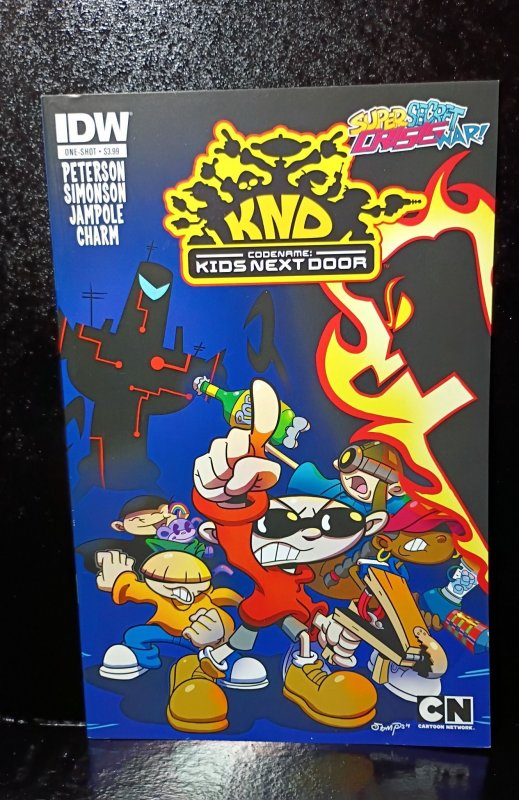 IDW
ONE-SHOT • $3.99
PETERSON
SIMONSON
JAMPOLE
CHARM
SUPER SECRET
CRISIS WAR!
KND
CODENAME:
KIDS NEXT DOOR
TM
CN
CARTOON NETWORK